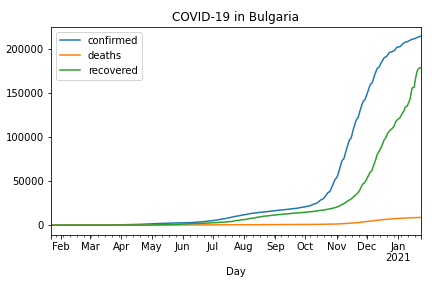 COVID-19 in Bulgaria
confirmed
deaths
recovered
200000
150000
100000
50000
0
Feb Mar Apr May Jun Jul Aug Sep Oct Nov Dec Jan
2021
Day